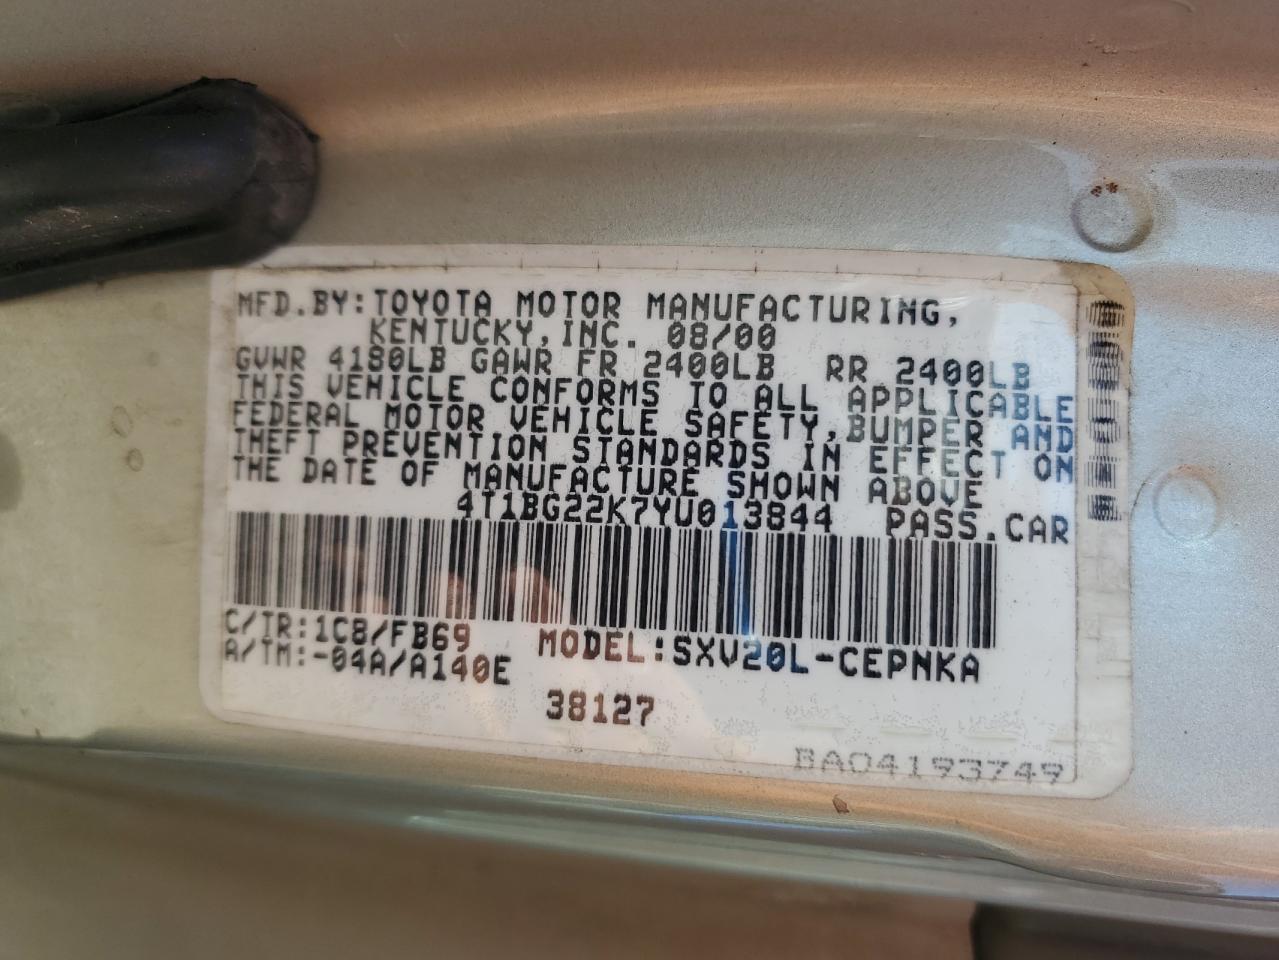 MFD.BY:TOYOTA MOTOR MANUFACTURING,
KENTUCKY,INC. 08/00
GVWR 4180LB GAWR FR 2400LB RR 2400LB
THIS VEHICLE CONFORMS TO ALL APPLICABLE
FEDERAL MOTOR VEHICLE SAFETY,BUMPER AND
THEFT PREVENTION STANDARDS IN EFFECT ON
THE DATE OF MANUFACTURE SHOWN ABOVE
4T1BG22K7YU013844 PASS.CAR
C/TR:1C8/FB69 MODEL:SXV20L-CEPNKA
A/TM:-04A/A140E
38127
BA04193749